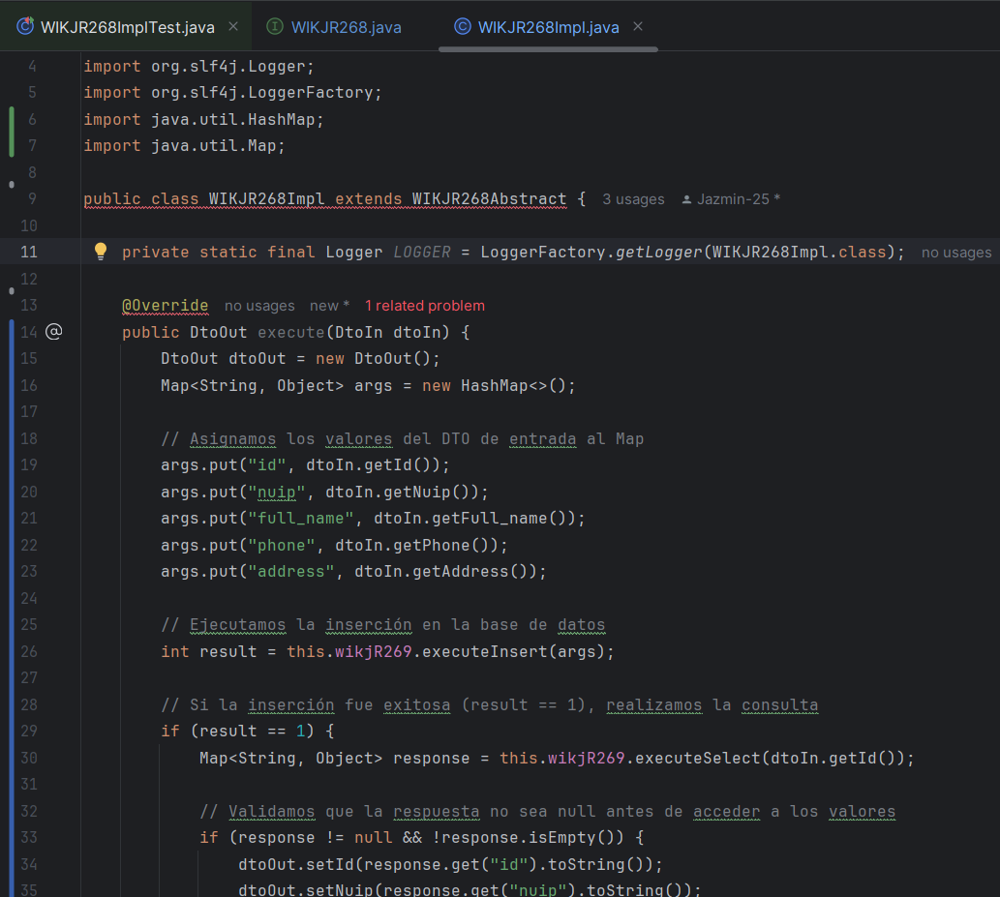 WIKJR268ImplTest.java × WIKJR268.java WIKJR268Impl.java ×
4 import org.slf4j.Logger;
5 import org.slf4j.LoggerFactory;
6 import java.util.HashMap;
7 import java.util.Map;
8
9 public class WIKJR268Impl extends WIKJR268Abstract { 3 usages Jazmin-25 *
10
11 private static final Logger LOGGER = LoggerFactory.getLogger(WIKJR268Impl.class); no usages
12
13 @Override no usages new * 1 related problem
14 @ public DtoOut execute(DtoIn dtoIn) {
15 DtoOut dtoOut = new DtoOut();
16 Map<String, Object> args = new HashMap<>();
17
18 // Asignamos los valores del DTO de entrada al Map
19 args.put("id", dtoIn.getId());
20 args.put("nuip", dtoIn.getNuip());
21 args.put("full_name", dtoIn.getFull_name());
22 args.put("phone", dtoIn.getPhone());
23 args.put("address", dtoIn.getAddress());
24
25 // Ejecutamos la inserción en la base de datos
26 int result = this.wikjR269.executeInsert(args);
27
28 // Si la inserción fue exitosa (result == 1), realizamos la consulta
29 if (result == 1) {
30 Map<String, Object> response = this.wikjR269.executeSelect(dtoIn.getId());
31
32 // Validamos que la respuesta no sea null antes de acceder a los valores
33 if (response != null && !response.isEmpty()) {
34 dtoOut.setId(response.get("id").toString());
35 dtoOut.setNuip(response.get("nuip").toString());